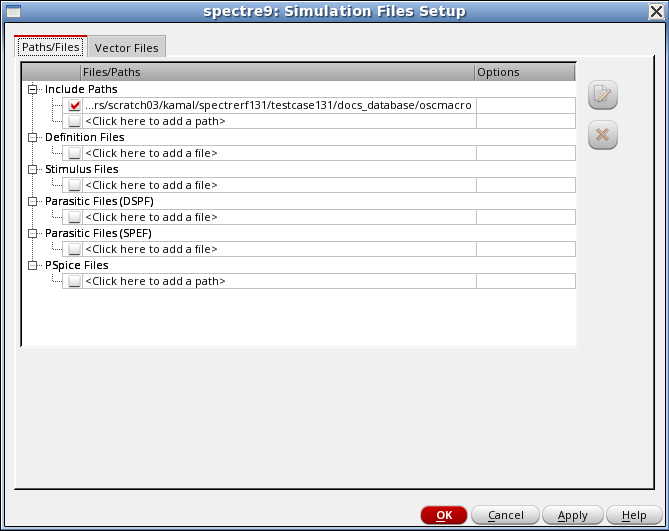 spectre9: Simulation Files Setup
Paths/Files Vector Files
Files/Paths Options
Include Paths
...rs/scratch03/kamal/spectrerf131/testcase131/docs_database/oscmacro
<Click here to add a path>
Definition Files
<Click here to add a file>
Stimulus Files
<Click here to add a file>
Parasitic Files (DSPF)
<Click here to add a file>
Parasitic Files (SPEF)
<Click here to add a file>
PSpice Files
<Click here to add a path>
OK Cancel Apply Help